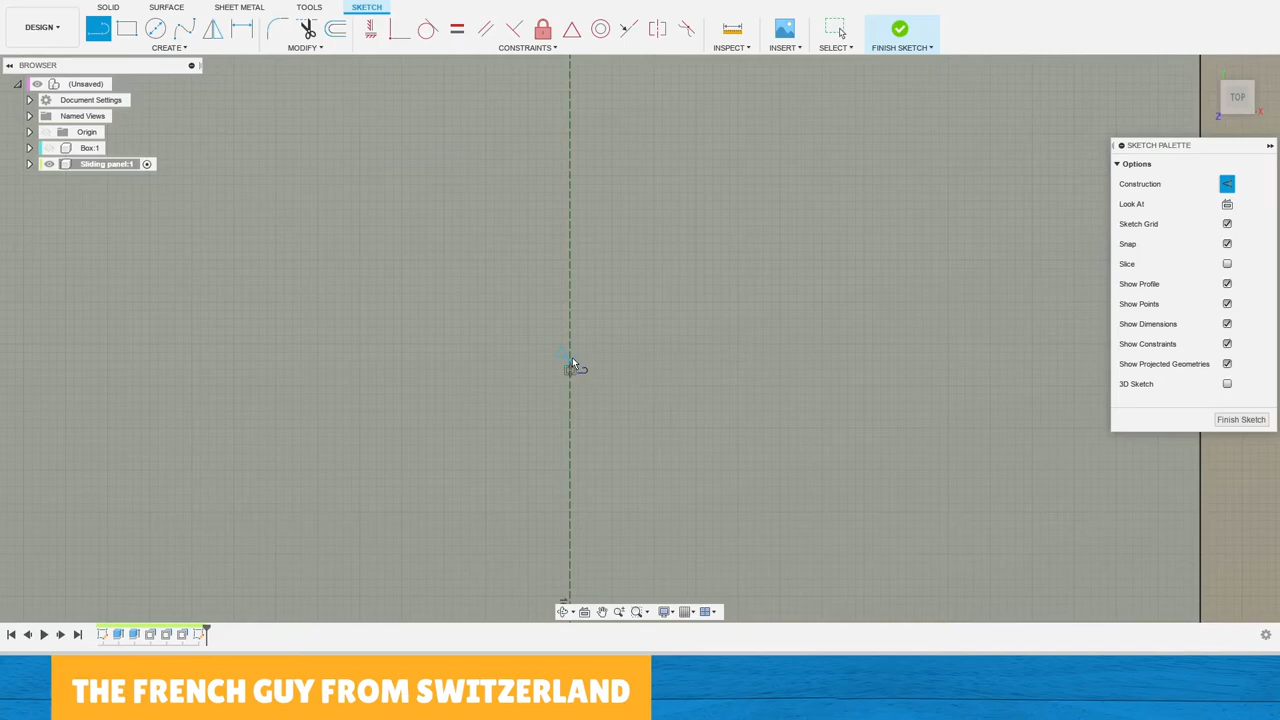 SOLID SURFACE SHEET METAL TOOLS SKETCH
DESIGN ▾
CREATE ▾ MODIFY ▾ CONSTRAINTS ▾ INSPECT ▾ INSERT ▾ SELECT ▾ FINISH SKETCH ▾
BROWSER
(Unsaved)
Document Settings
Named Views
Origin
Box:1
Sliding panel:1
TOP
Z
X
SKETCH PALETTE
Options
Construction
Look At
Sketch Grid
Snap
Slice
Show Profile
Show Points
Show Dimensions
Show Constraints
Show Projected Geometries
3D Sketch
Finish Sketch
THE FRENCH GUY FROM SWITZERLAND